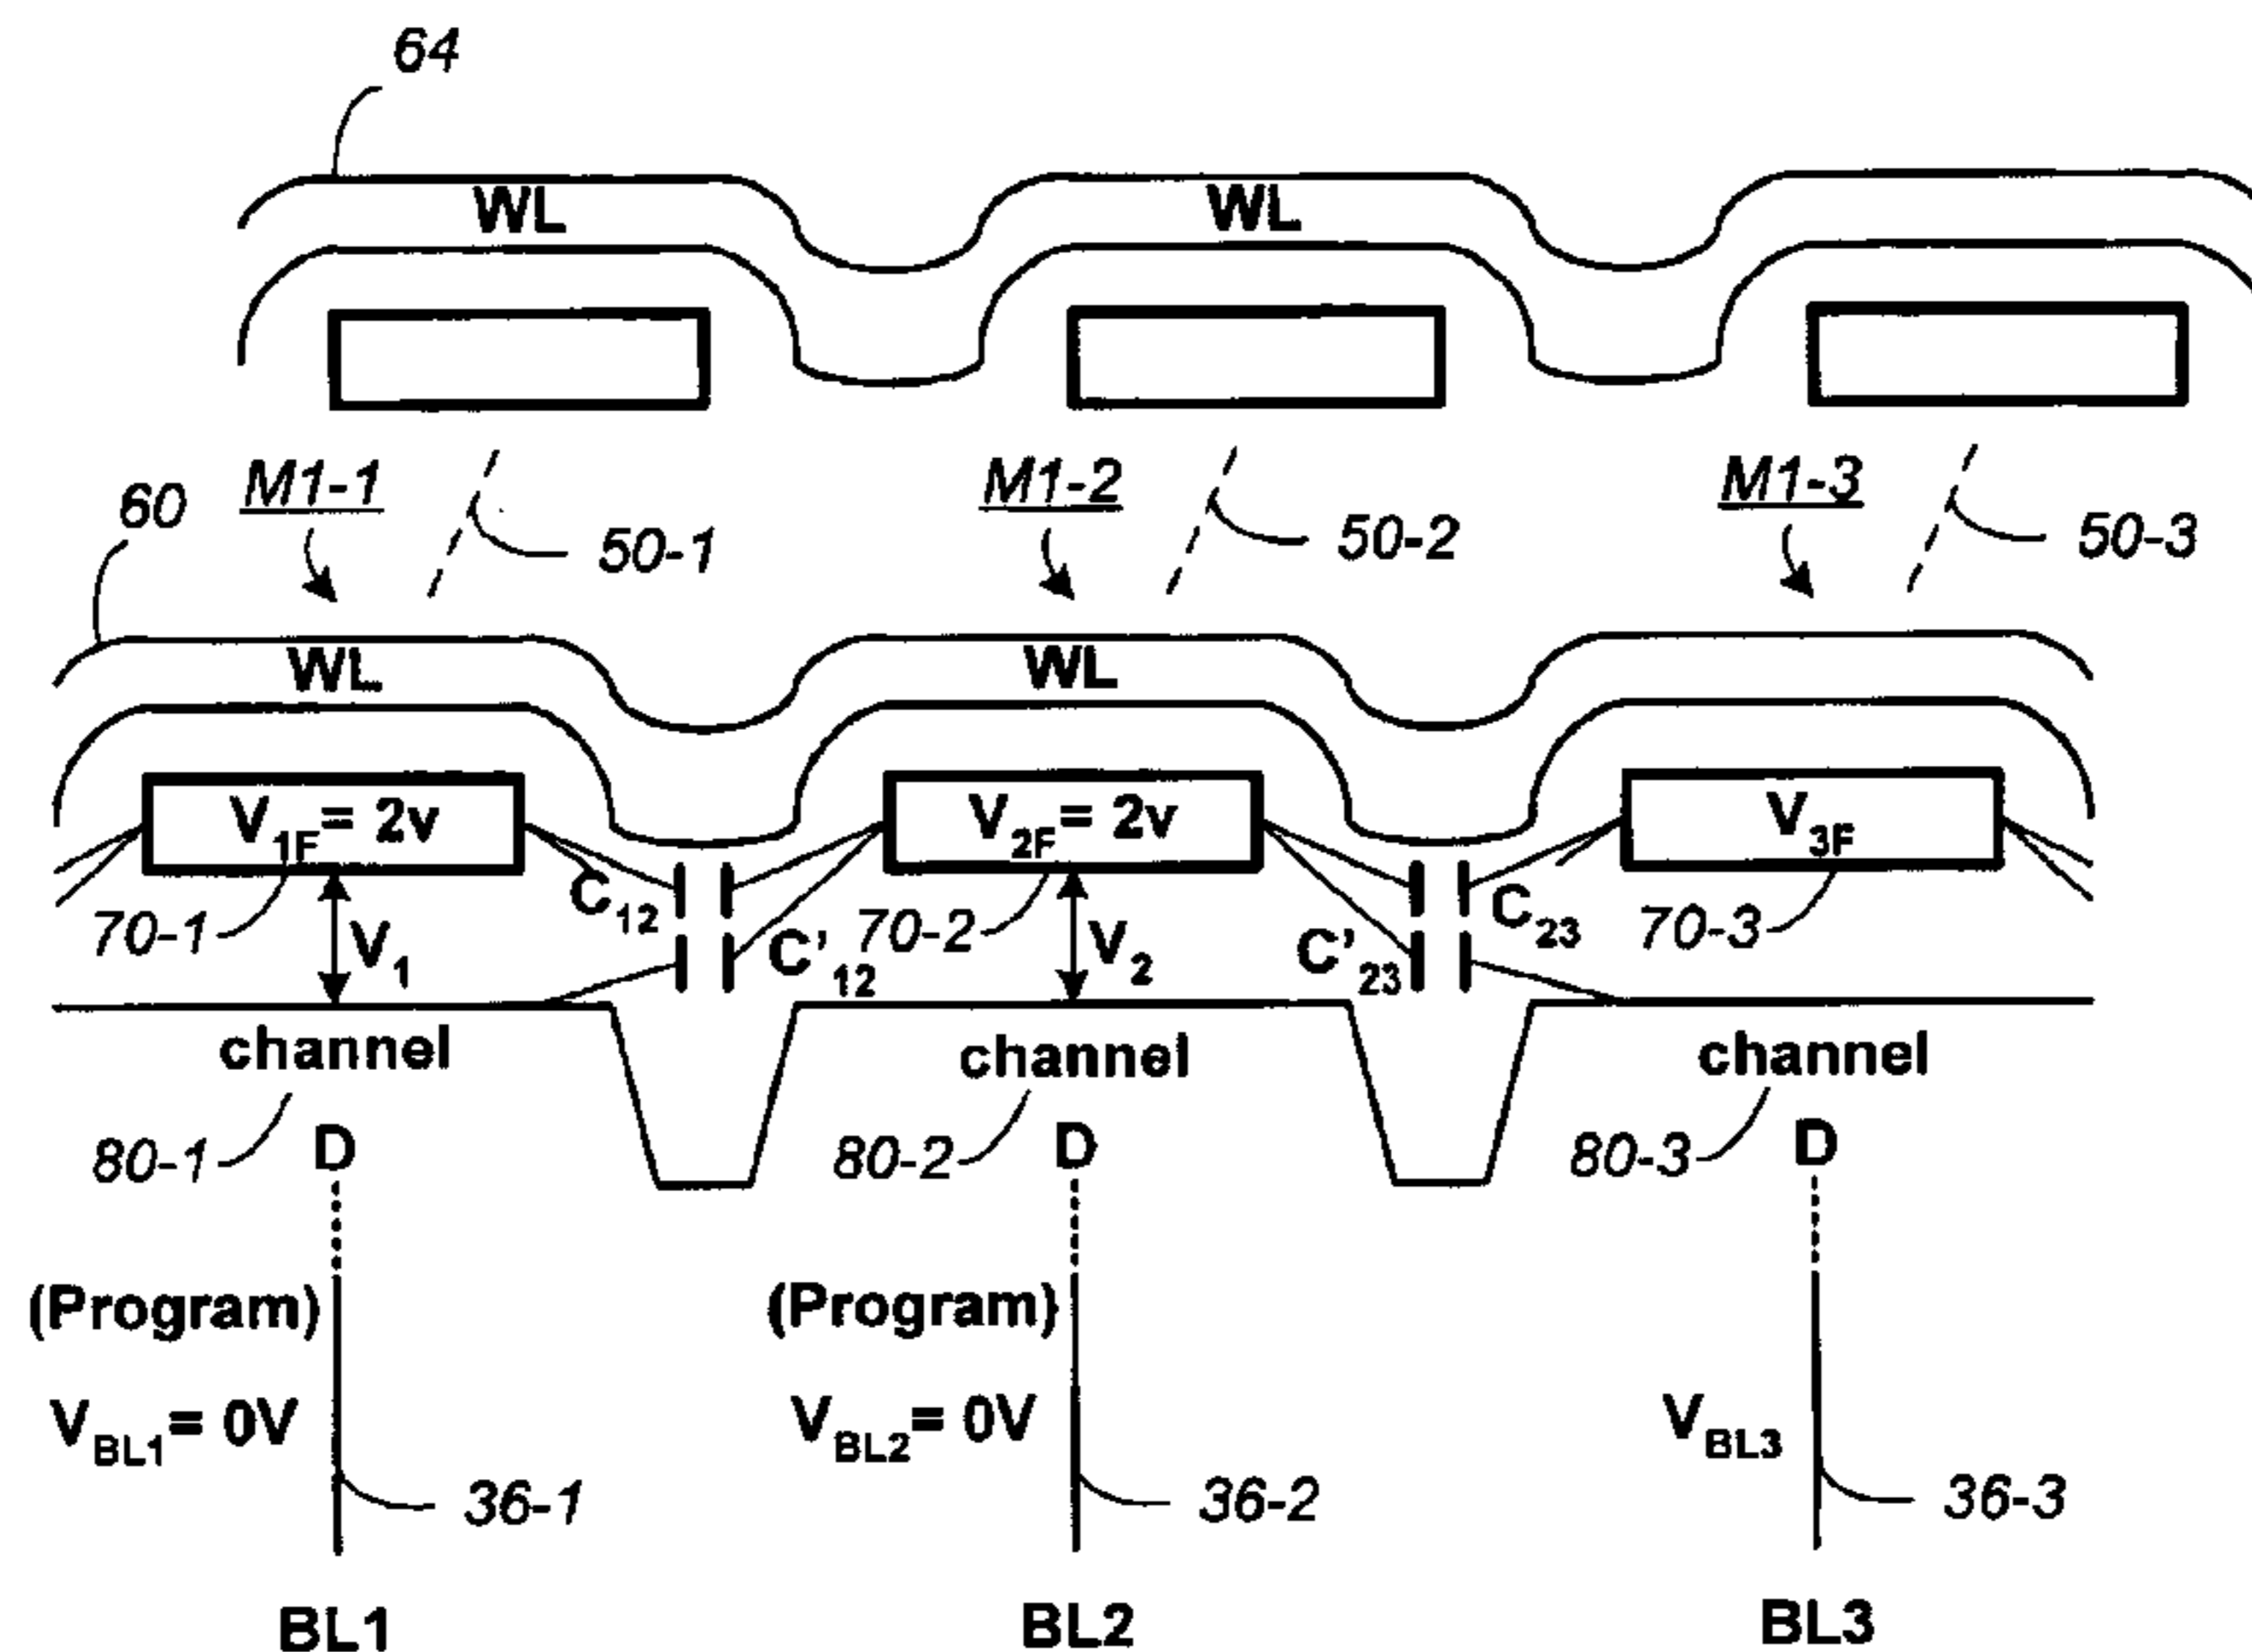 64
WL WL
M1-1 M1-2 M1-3
60 50-1 50-2 50-3
WL WL
V1F = 2v V2F = 2v V3F
C12 C23
70-1 V1 C'12 70-2 V2 C'23 70-3
channel channel channel
80-1 D 80-2 D 80-3 D
(Program) (Program)
VBL1 = 0V VBL2 = 0V VBL3
36-1 36-2 36-3
BL1 BL2 BL3